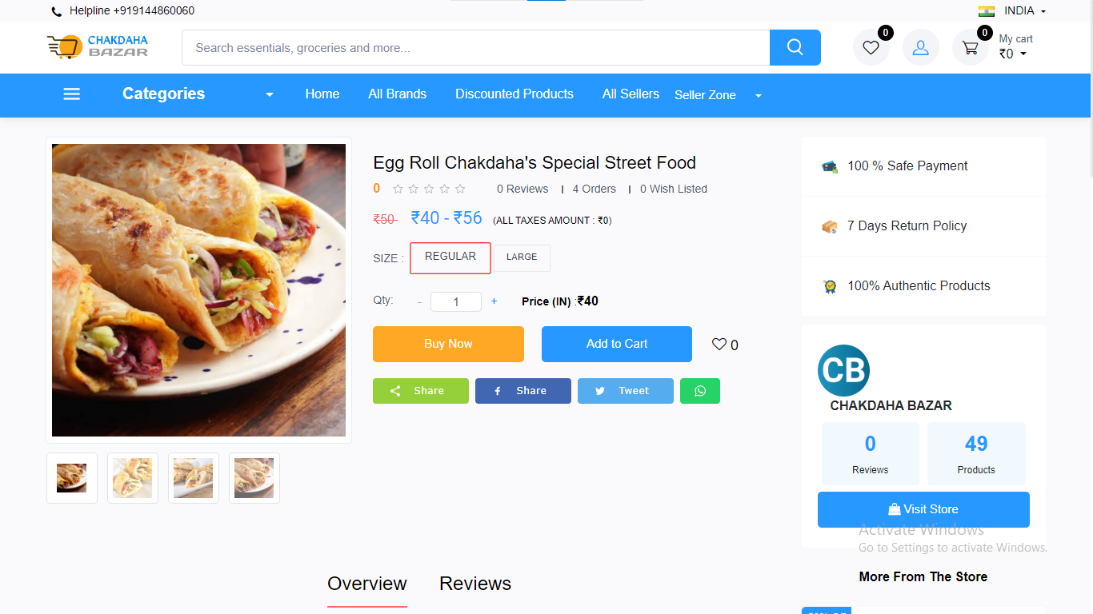 Helpline +919144860060
INDIA
CHAKDAHA
BAZAR
Search essentials, groceries and more...
0
0
My cart
₹0
Categories
Home
All Brands
Discounted Products
All Sellers
Seller Zone
Egg Roll Chakdaha's Special Street Food
0
0 Reviews | 4 Orders | 0 Wish Listed
₹50 ₹40 - ₹56 (ALL TAXES AMOUNT : ₹0)
SIZE : REGULAR LARGE
Qty: - 1 + Price (IN) :₹40
Buy Now
Add to Cart
0
Share
Share
Tweet
100 % Safe Payment
7 Days Return Policy
100% Authentic Products
CB
CHAKDAHA BAZAR
0
Reviews
49
Products
Visit Store
Activate Windows
Go to Settings to activate Windows.
More From The Store
Overview
Reviews